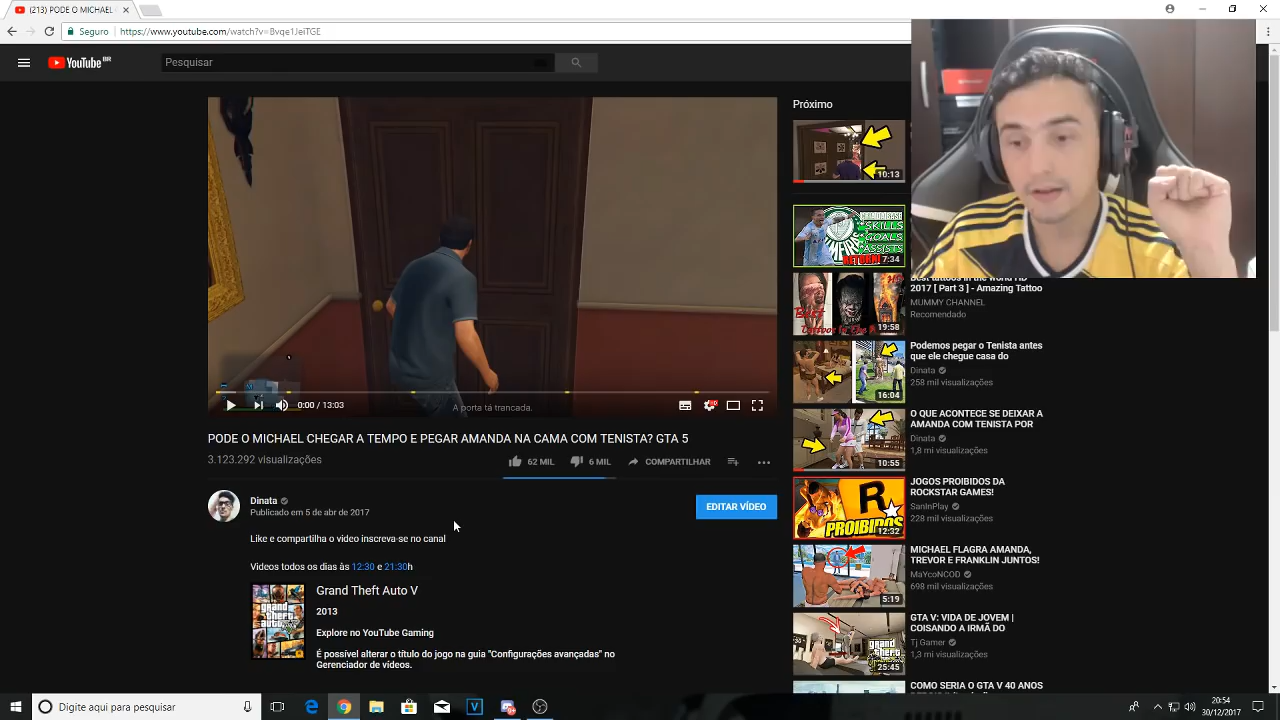 (213) PODE O MICHAEL
Seguro
https://www.youtube.com/watch?v=Bvqe1JeiTGE
YouTube BR
Pesquisar
A porta tá trancada.
0:00 / 13:03
PODE O MICHAEL CHEGAR A TEMPO E PEGAR AMANDA NA CAMA COM TENISTA? GTA 5
3.123.292 visualizações
62 MIL
6 MIL
COMPARTILHAR
Dinata
Publicado em 5 de abr de 2017
EDITAR VÍDEO
Like e compartilha o video inscreva-se no canal
Videos todos os días às 12:30 e 21:30h
Grand Theft Auto V
2013
Explore no YouTube Gaming
É possível alterar o título do jogo na guia "Configurações avançadas" no
Gerenciador de vídeos.
Próximo
10:13
SKILLS
GOALS
ASSISTS
7:34
2017 [ Part 3 ] - Amazing Tattoo
MUMMY CHANNEL
Recomendado
19:58
Podemos pegar o Tenista antes
que ele chegue casa do
Dinata
258 mil visualizações
16:04
O QUE ACONTECE SE DEIXAR A
AMANDA COM TENISTA POR
Dinata
1,8 mi visualizações
10:55
JOGOS PROIBIDOS DA
ROCKSTAR GAMES!
SanInPlay
228 mil visualizações
R
PROIBIDOS
12:32
MICHAEL FLAGRA AMANDA,
TREVOR E FRANKLIN JUNTOS!
MaYcoNCOD
698 mil visualizações
5:19
GTA V: VIDA DE JOVEM |
COISANDO A IRMÃ DO
Tj Gamer
1,3 mi visualizações
25:45
COMO SERIA O GTA V 40 ANOS
Digite aqui para pesquisar
20:54
30/12/2017